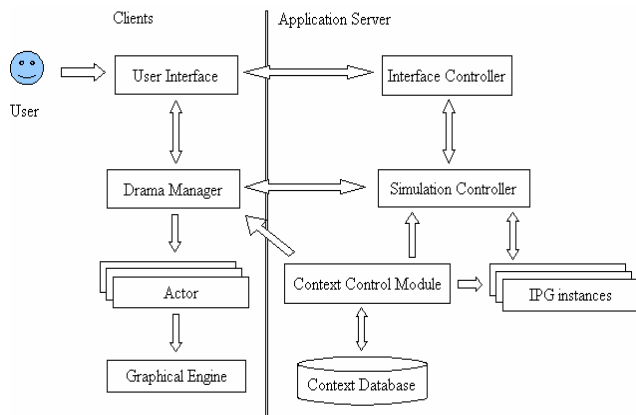 Clients
Application Server
User Interface
Interface Controller
User
Drama Manager
Simulation Controller
Actor
Context Control Module
IPG instances
Graphical Engine
Context Database